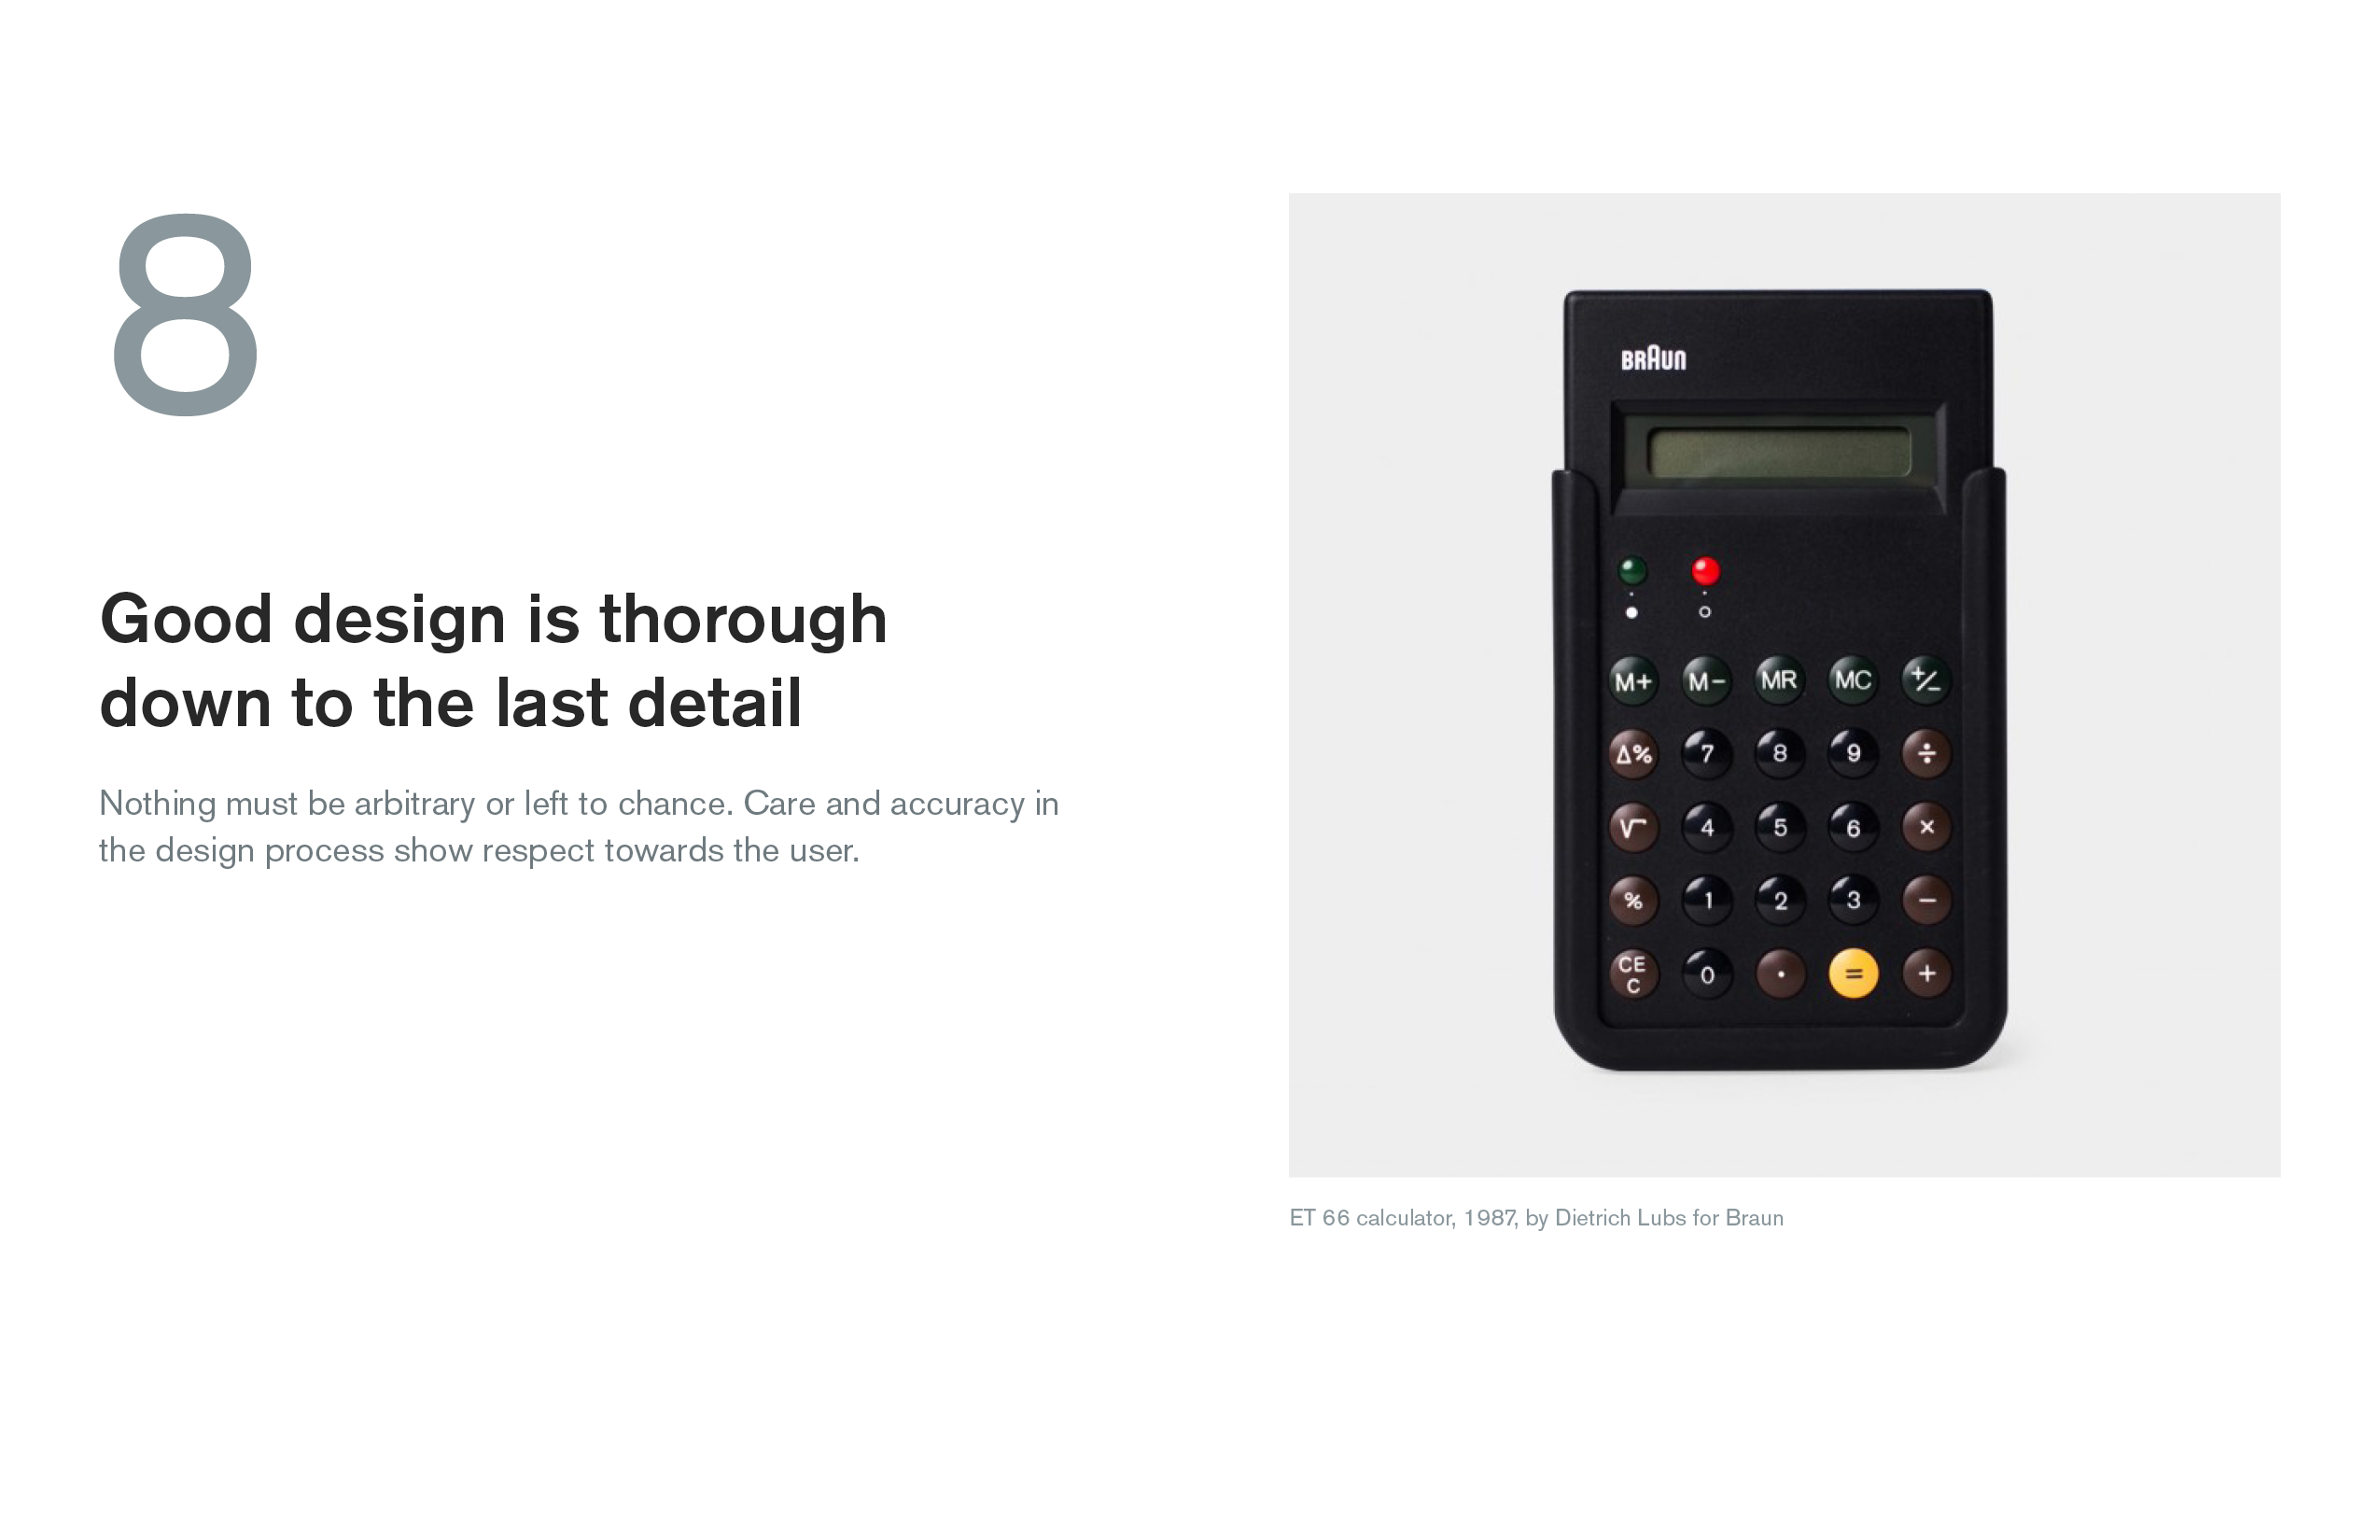 8
Good design is thorough
down to the last detail
Nothing must be arbitrary or left to chance. Care and accuracy in
the design process show respect towards the user.
BRAUN
M+ M− MR MC +/−
Δ% 7 8 9 ÷
√ 4 5 6 ×
% 1 2 3 −
CE
C 0 · = +
ET 66 calculator, 1987, by Dietrich Lubs for Braun